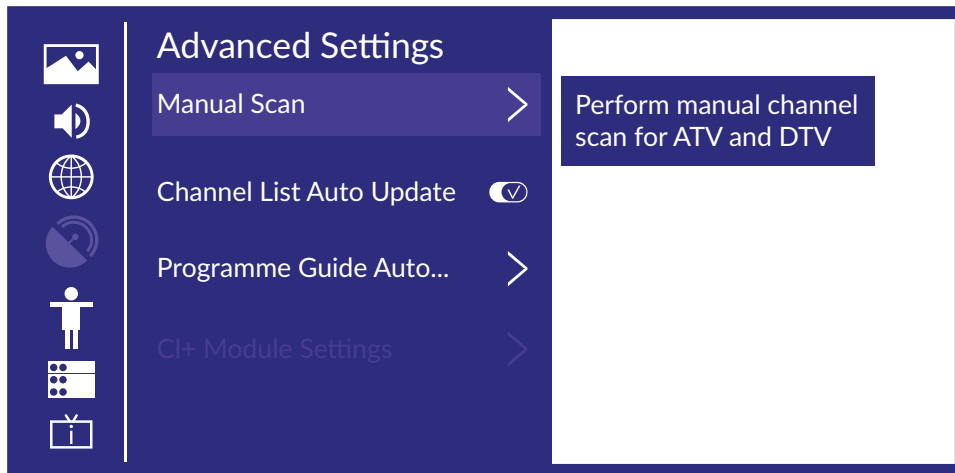 Advanced Settings
Manual Scan
Perform manual channel
scan for ATV and DTV
Channel List Auto Update
Programme Guide Auto...
CI+ Module Settings
i